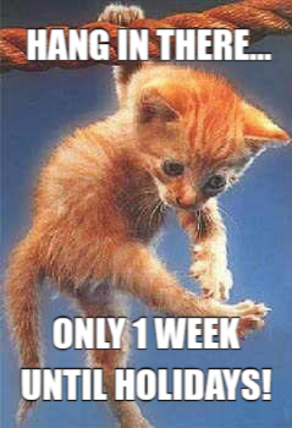 HANG IN THERE...
ONLY 1 WEEK
UNTIL HOLIDAYS!